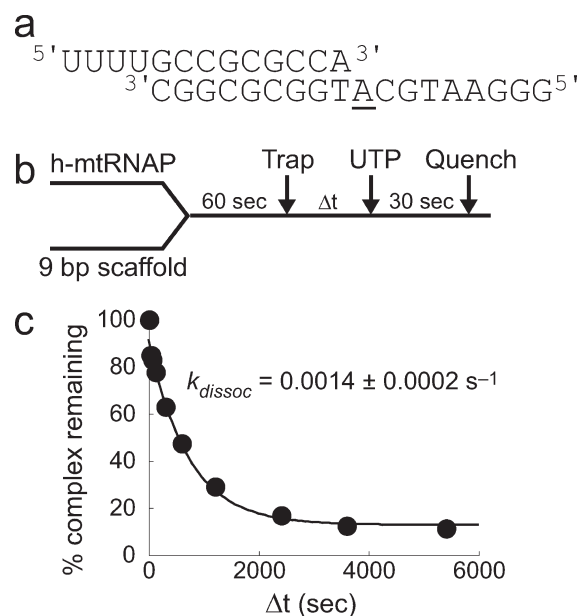 a
5'UUUUGCCGCGCCA3'
3'CGGCGCGGTACGTAAGGG5'
b
h-mtRNAP
Trap
UTP
Quench
60 sec
Δt
30 sec
9 bp scaffold
c
% complex remaining
100
80
60
40
20
0
k_dissoc = 0.0014 ± 0.0002 s⁻¹
0
2000
4000
6000
Δt (sec)